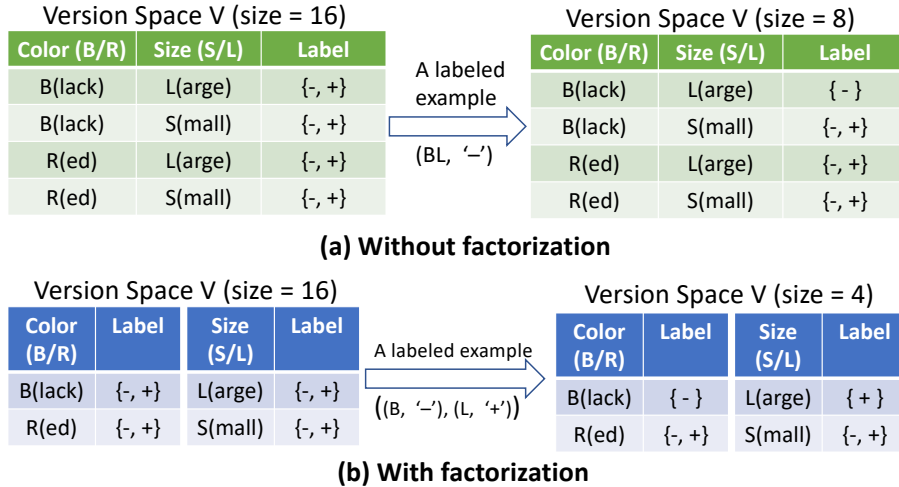 Version Space V (size = 16)
Color (B/R) Size (S/L) Label
B(lack) L(arge) {-, +}
B(lack) S(mall) {-, +}
R(ed) L(arge) {-, +}
R(ed) S(mall) {-, +}
A labeled
example
(BL, ‘–’)
Version Space V (size = 8)
Color (B/R) Size (S/L) Label
B(lack) L(arge) { - }
B(lack) S(mall) {-, +}
R(ed) L(arge) {-, +}
R(ed) S(mall) {-, +}
(a) Without factorization
Version Space V (size = 16)
Color Label Size Label
(B/R) (S/L)
B(lack) {-, +} L(arge) {-, +}
R(ed) {-, +} S(mall) {-, +}
A labeled example
((B, ‘–’), (L, ‘+’))
Version Space V (size = 4)
Color Label Size Label
(B/R) (S/L)
B(lack) { - } L(arge) { + }
R(ed) {-, +} S(mall) {-, +}
(b) With factorization